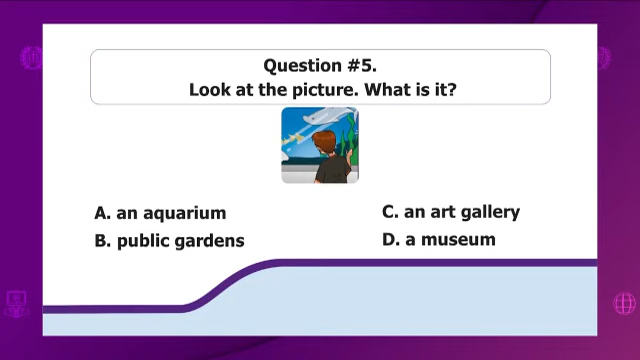 Question #5.
Look at the picture. What is it?
A. an aquarium
B. public gardens
C. an art gallery
D. a museum